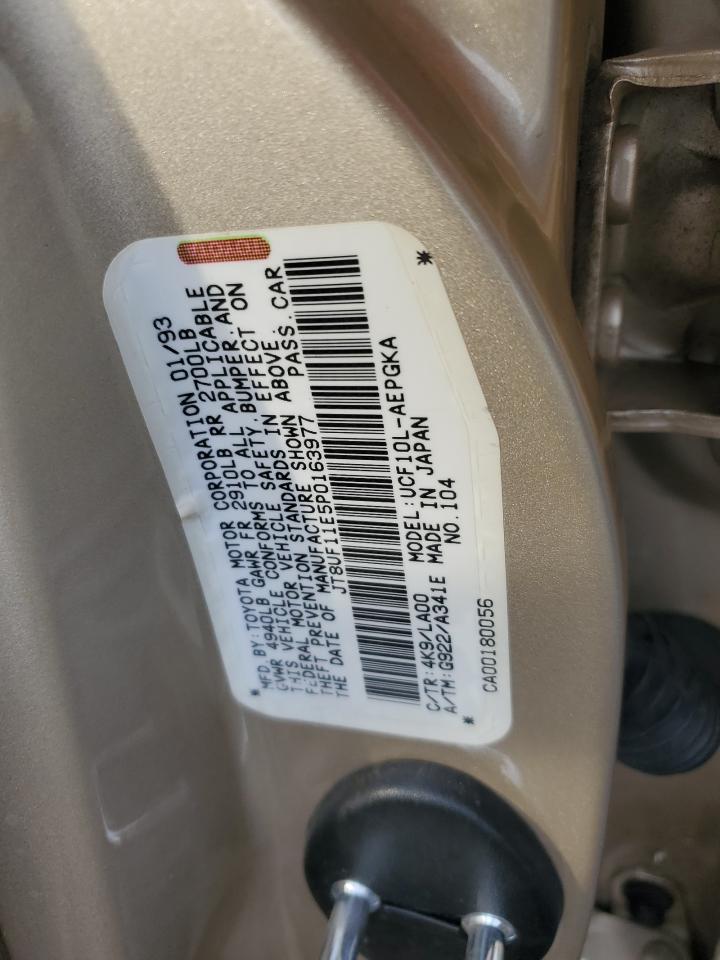 *
MFD BY: TOYOTA MOTOR CORPORATION 01/93
GVWR 4940LB GAWR FR 2910LB RR 2700LB
THIS VEHICLE CONFORMS TO ALL APPLICABLE
FEDERAL MOTOR VEHICLE SAFETY, BUMPER, AND
THEFT PREVENTION STANDARDS IN EFFECT ON
THE DATE OF MANUFACTURE SHOWN ABOVE.
JT8UF11E5P0163977 PASS. CAR
C/TR: 4K9/LA00 MODEL: UCF10L-AEPGKA
A/TM: G922/A341E MADE IN JAPAN
* NO. 104 *
CA00180056